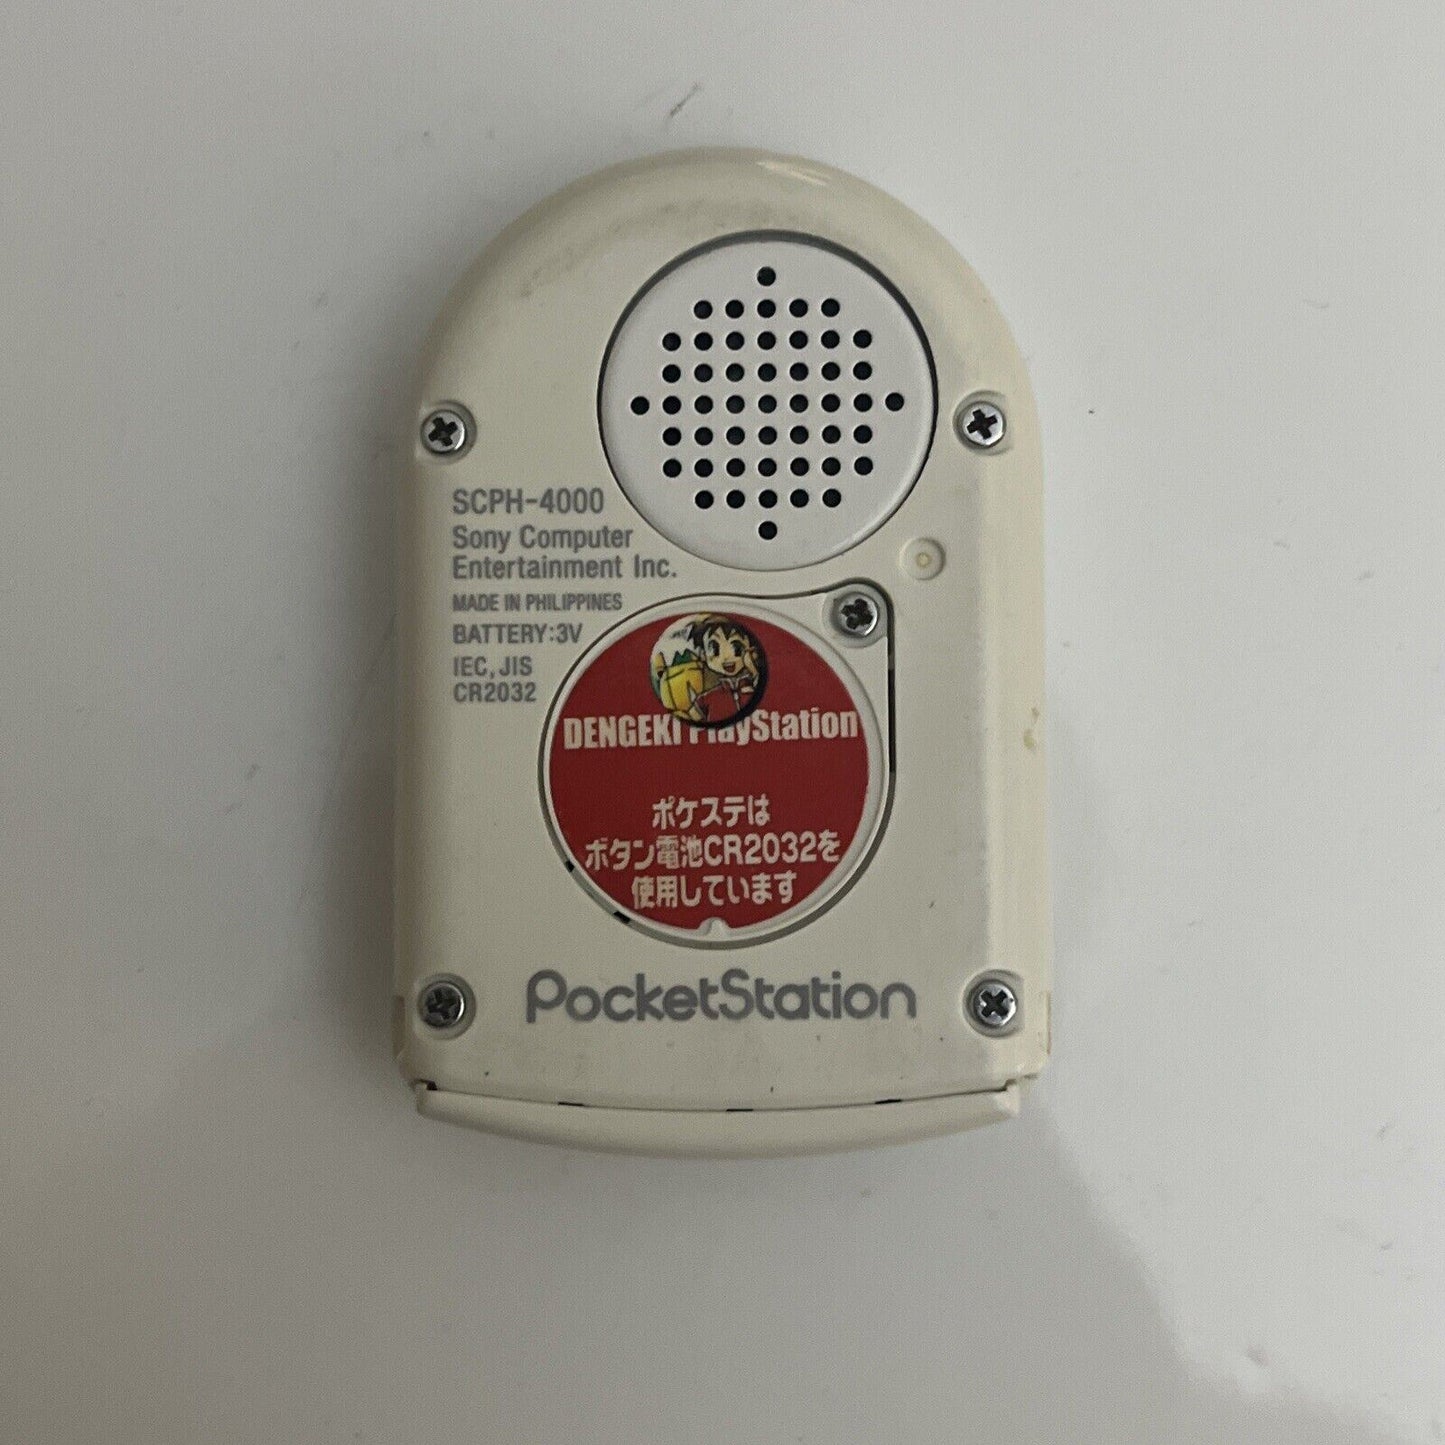 SCPH-4000
Sony Computer
Entertainment Inc.
MADE IN PHILIPPINES
BATTERY:3V
IEC, JIS
CR2032
DENGEKI PlayStation
ポケステは
ボタン電池CR2032を
使用しています
PocketStation